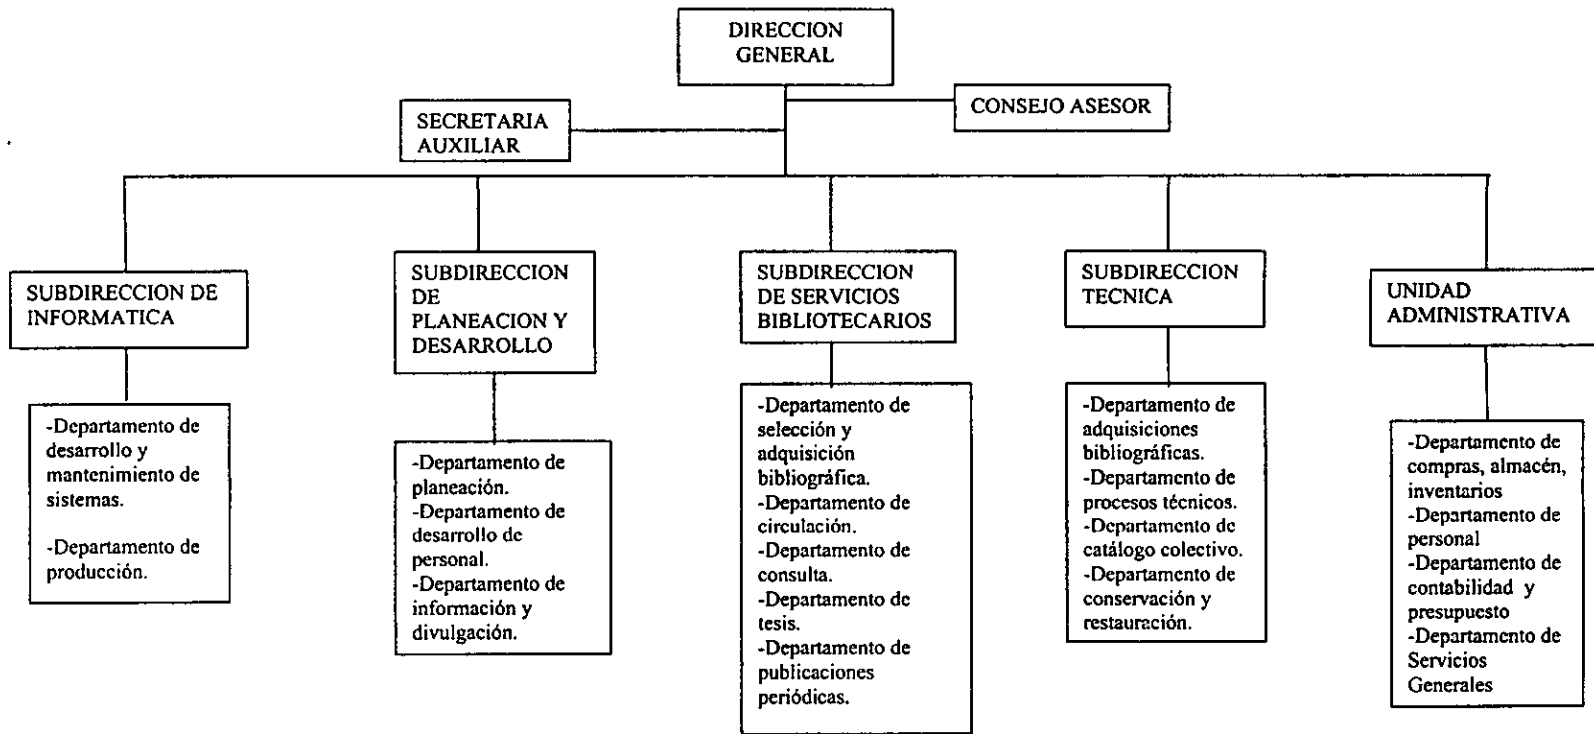 DIRECCION
GENERAL
CONSEJO ASESOR
SECRETARIA
AUXILIAR
SUBDIRECCION DE
INFORMATICA
-Departamento de
desarrollo y
mantenimiento de
sistemas.
-Departamento de
producción.
SUBDIRECCION
DE
PLANEACION Y
DESARROLLO
-Departamento de
planeación.
-Departamento de
desarrollo de
personal.
-Departamento de
información y
divulgación.
SUBDIRECCION
DE SERVICIOS
BIBLIOTECARIOS
-Departamento de
selección y
adquisición
bibliográfica.
-Departamento de
circulación.
-Departamento de
consulta.
-Departamento de
tesis.
-Departamento de
publicaciones
periódicas.
SUBDIRECCION
TECNICA
-Departamento de
adquisiciones
bibliográficas.
-Departamento de
procesos técnicos.
-Departamento de
catálogo colectivo.
-Departamento de
conservación y
restauración.
UNIDAD
ADMINISTRATIVA
-Departamento de
compras, almacén,
inventarios
-Departamento de
personal
-Departamento de
contabilidad y
presupuesto
-Departamento de
Servicios
Generales